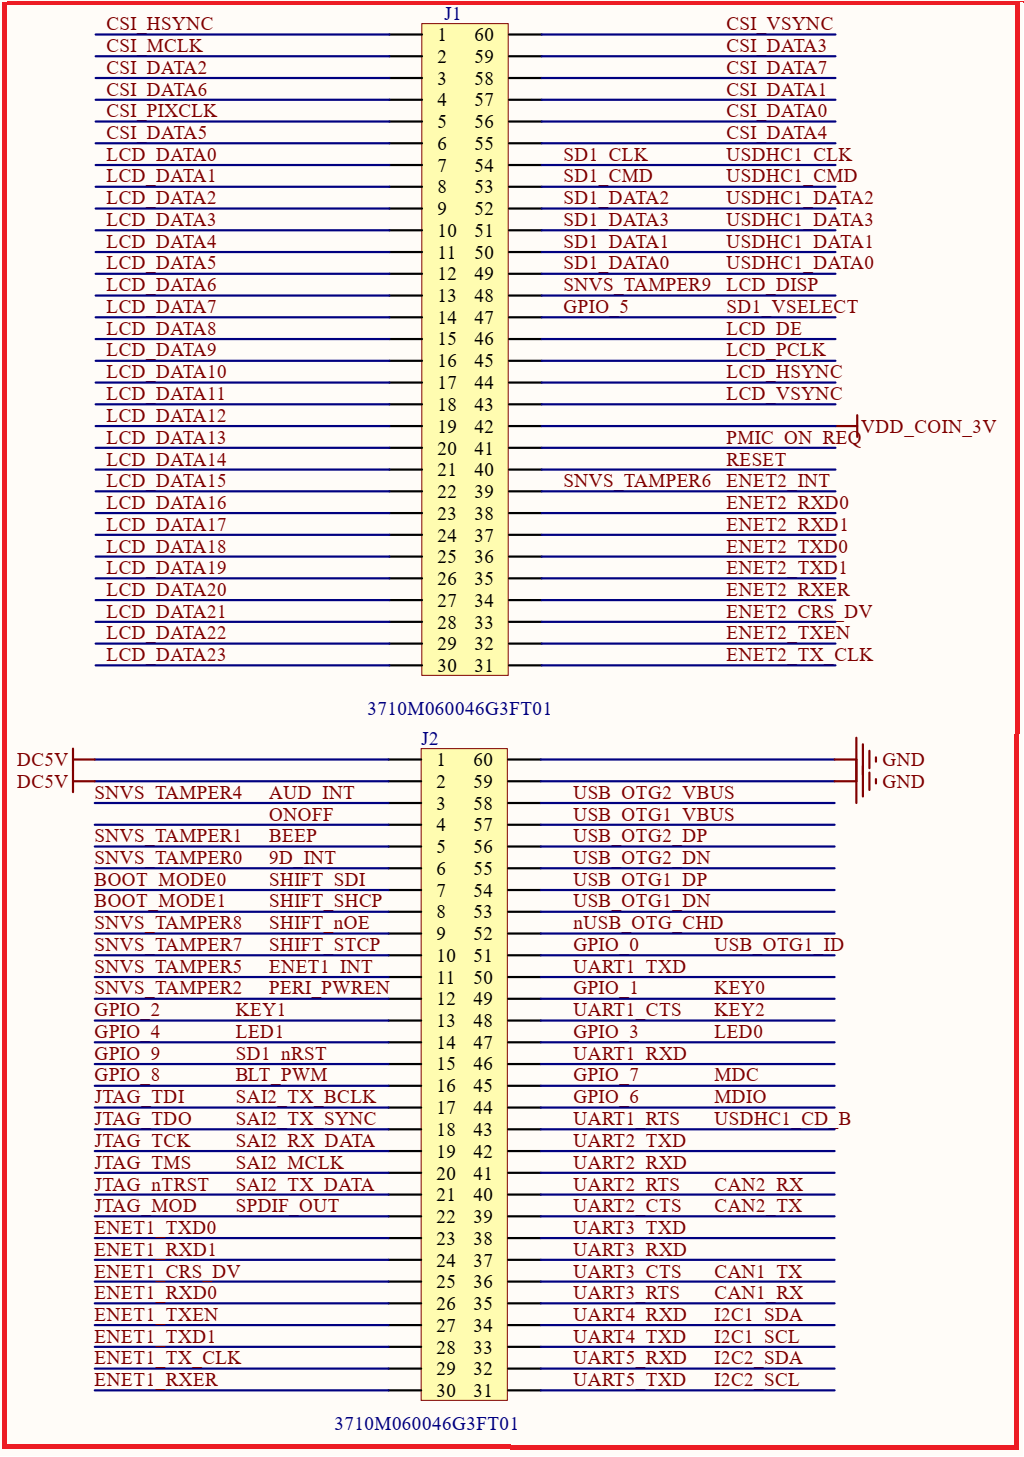 J1
CSI_HSYNC 1 60 CSI_VSYNC
CSI_MCLK 2 59 CSI_DATA3
CSI_DATA2 3 58 CSI_DATA7
CSI_DATA6 4 57 CSI_DATA1
CSI_PIXCLK 5 56 CSI_DATA0
CSI_DATA5 6 55 CSI_DATA4
LCD_DATA0 7 54 SD1_CLK USDHC1_CLK
LCD_DATA1 8 53 SD1_CMD USDHC1_CMD
LCD_DATA2 9 52 SD1_DATA2 USDHC1_DATA2
LCD_DATA3 10 51 SD1_DATA3 USDHC1_DATA3
LCD_DATA4 11 50 SD1_DATA1 USDHC1_DATA1
LCD_DATA5 12 49 SD1_DATA0 USDHC1_DATA0
LCD_DATA6 13 48 SNVS_TAMPER9 LCD_DISP
LCD_DATA7 14 47 GPIO_5 SD1_VSELECT
LCD_DATA8 15 46 LCD_DE
LCD_DATA9 16 45 LCD_PCLK
LCD_DATA10 17 44 LCD_HSYNC
LCD_DATA11 18 43 LCD_VSYNC
LCD_DATA12 19 42 VDD_COIN_3V
LCD_DATA13 20 41 PMIC_ON_REQ
LCD_DATA14 21 40 RESET
LCD_DATA15 22 39 SNVS_TAMPER6 ENET2_INT
LCD_DATA16 23 38 ENET2_RXD0
LCD_DATA17 24 37 ENET2_RXD1
LCD_DATA18 25 36 ENET2_TXD0
LCD_DATA19 26 35 ENET2_TXD1
LCD_DATA20 27 34 ENET2_RXER
LCD_DATA21 28 33 ENET2_CRS_DV
LCD_DATA22 29 32 ENET2_TXEN
LCD_DATA23 30 31 ENET2_TX_CLK
3710M060046G3FT01
J2
DC5V 1 60 GND
DC5V 2 59 GND
SNVS_TAMPER4 AUD_INT 3 58 USB_OTG2_VBUS
ONOFF 4 57 USB_OTG1_VBUS
SNVS_TAMPER1 BEEP 5 56 USB_OTG2_DP
SNVS_TAMPER0 9D_INT 6 55 USB_OTG2_DN
BOOT_MODE0 SHIFT_SDI 7 54 USB_OTG1_DP
BOOT_MODE1 SHIFT_SHCP 8 53 USB_OTG1_DN
SNVS_TAMPER8 SHIFT_nOE 9 52 nUSB_OTG_CHD
SNVS_TAMPER7 SHIFT_STCP 10 51 GPIO_0 USB_OTG1_ID
SNVS_TAMPER5 ENET1_INT 11 50 UART1_TXD
SNVS_TAMPER2 PERI_PWREN 12 49 GPIO_1 KEY0
GPIO_2 KEY1 13 48 UART1_CTS KEY2
GPIO_4 LED1 14 47 GPIO_3 LED0
GPIO_9 SD1_nRST 15 46 UART1_RXD
GPIO_8 BLT_PWM 16 45 GPIO_7 MDC
JTAG_TDI SAI2_TX_BCLK 17 44 GPIO_6 MDIO
JTAG_TDO SAI2_TX_SYNC 18 43 UART1_RTS USDHC1_CD_B
JTAG_TCK SAI2_RX_DATA 19 42 UART2_TXD
JTAG_TMS SAI2_MCLK 20 41 UART2_RXD
JTAG_nTRST SAI2_TX_DATA 21 40 UART2_RTS CAN2_RX
JTAG_MOD SPDIF_OUT 22 39 UART2_CTS CAN2_TX
ENET1_TXD0 23 38 UART3_TXD
ENET1_RXD1 24 37 UART3_RXD
ENET1_CRS_DV 25 36 UART3_CTS CAN1_TX
ENET1_RXD0 26 35 UART3_RTS CAN1_RX
ENET1_TXEN 27 34 UART4_RXD I2C1_SDA
ENET1_TXD1 28 33 UART4_TXD I2C1_SCL
ENET1_TX_CLK 29 32 UART5_RXD I2C2_SDA
ENET1_RXER 30 31 UART5_TXD I2C2_SCL
3710M060046G3FT01